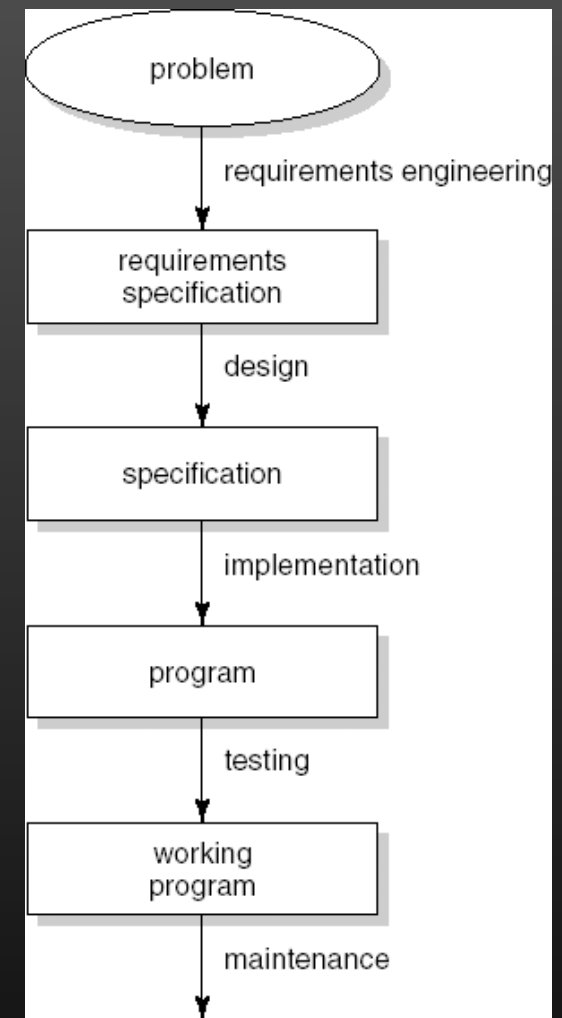 problem
requirements engineering
requirements
specification
design
specification
implementation
program
testing
working
program
maintenance